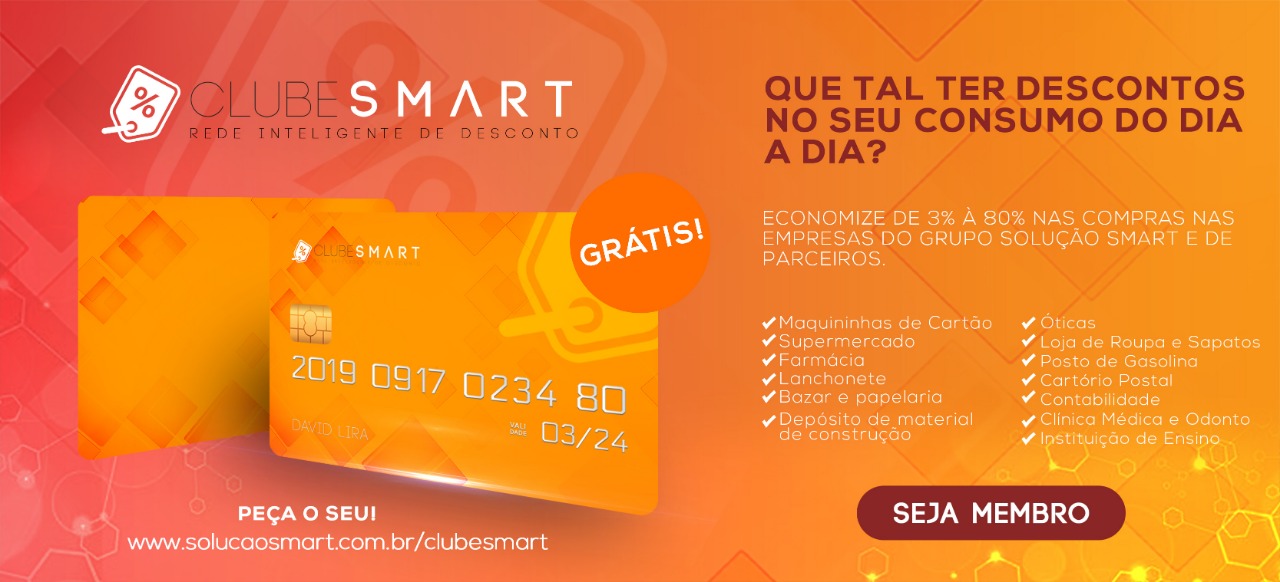 CLUBE SMART
REDE INTELIGENTE DE DESCONTO
CLUBESMART
GRÁTIS!
2019 0917 0234 80
DAVID LIRA
VALI
DADE
03/24
PEÇA O SEU!
www.solucaosmart.com.br/clubesmart
QUE TAL TER DESCONTOS
NO SEU CONSUMO DO DIA
A DIA?
ECONOMIZE DE 3% À 80% NAS COMPRAS NAS
EMPRESAS DO GRUPO SOLUÇÃO SMART E DE
PARCEIROS.
Maquininhas de Cartão
Supermercado
Farmácia
Lanchonete
Bazar e papelaria
Depósito de material
de construção
Óticas
Loja de Roupa e Sapatos
Posto de Gasolina
Cartório Postal
Contabilidade
Clínica Médica e Odonto
Instituição de Ensino
SEJA MEMBRO